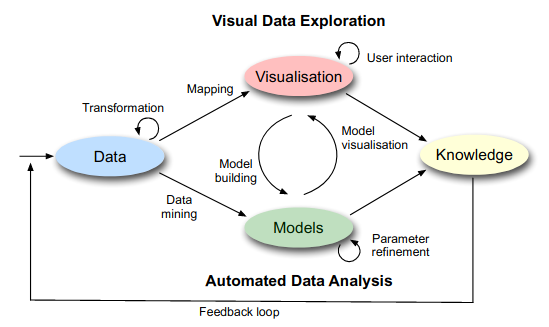 Visual Data Exploration
User interaction
Visualisation
Mapping
Transformation
Data
Model
building
Model
visualisation
Knowledge
Data
mining
Models
Parameter
refinement
Automated Data Analysis
Feedback loop